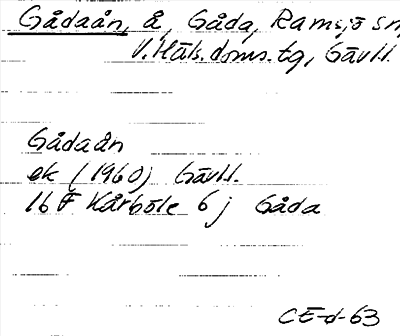 Gådaån, å, Gåda, Ramsjö sn,
V.Häls.doms.tg, Gävl.l.
Gådaån
ek (1960) Gävl.l.
16 F Kårböle 6 j Gåda
CE-d-63